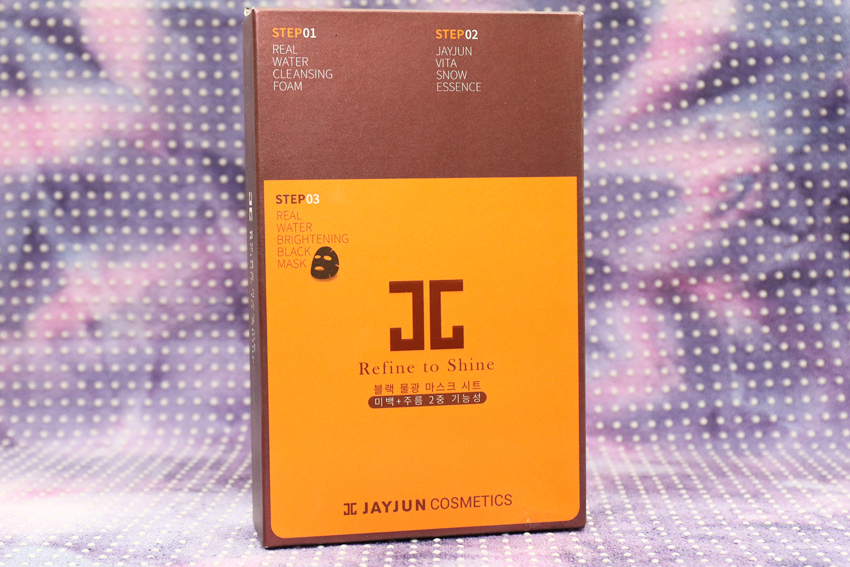 STEP01
REAL
WATER
CLEANSING
FOAM
STEP02
JAYJUN
VITA
SNOW
ESSENCE
STEP03
REAL
WATER
BRIGHTENING
BLACK
MASK
Refine to Shine
블랙 물광 마스크 시트
미백+주름 2중 기능성
JAYJUN COSMETICS